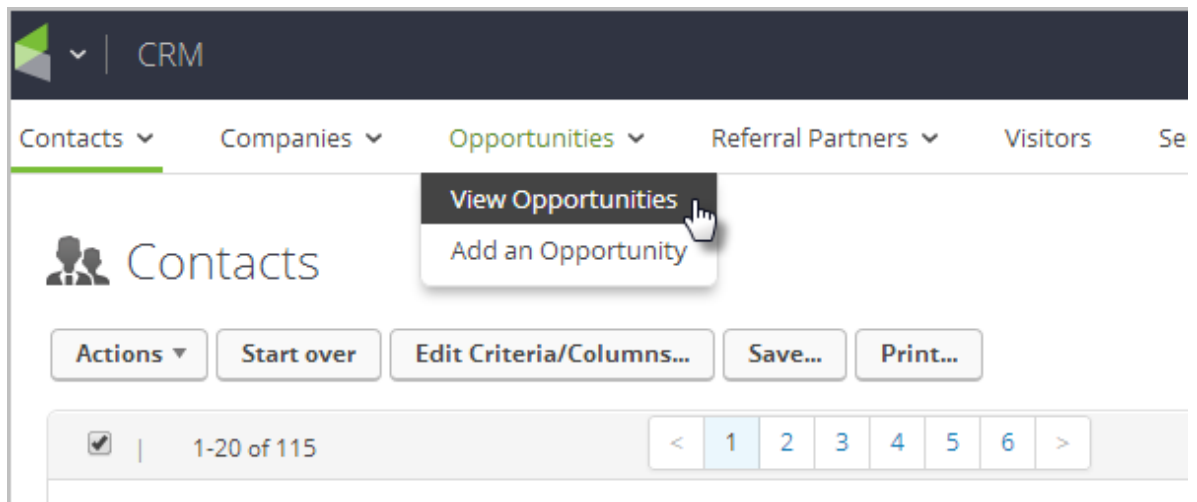 CRM
Contacts Companies Opportunities Referral Partners Visitors Se
View Opportunities
Add an Opportunity
Contacts
Actions Start over Edit Criteria/Columns... Save... Print...
| 1-20 of 115 < 1 2 3 4 5 6 >